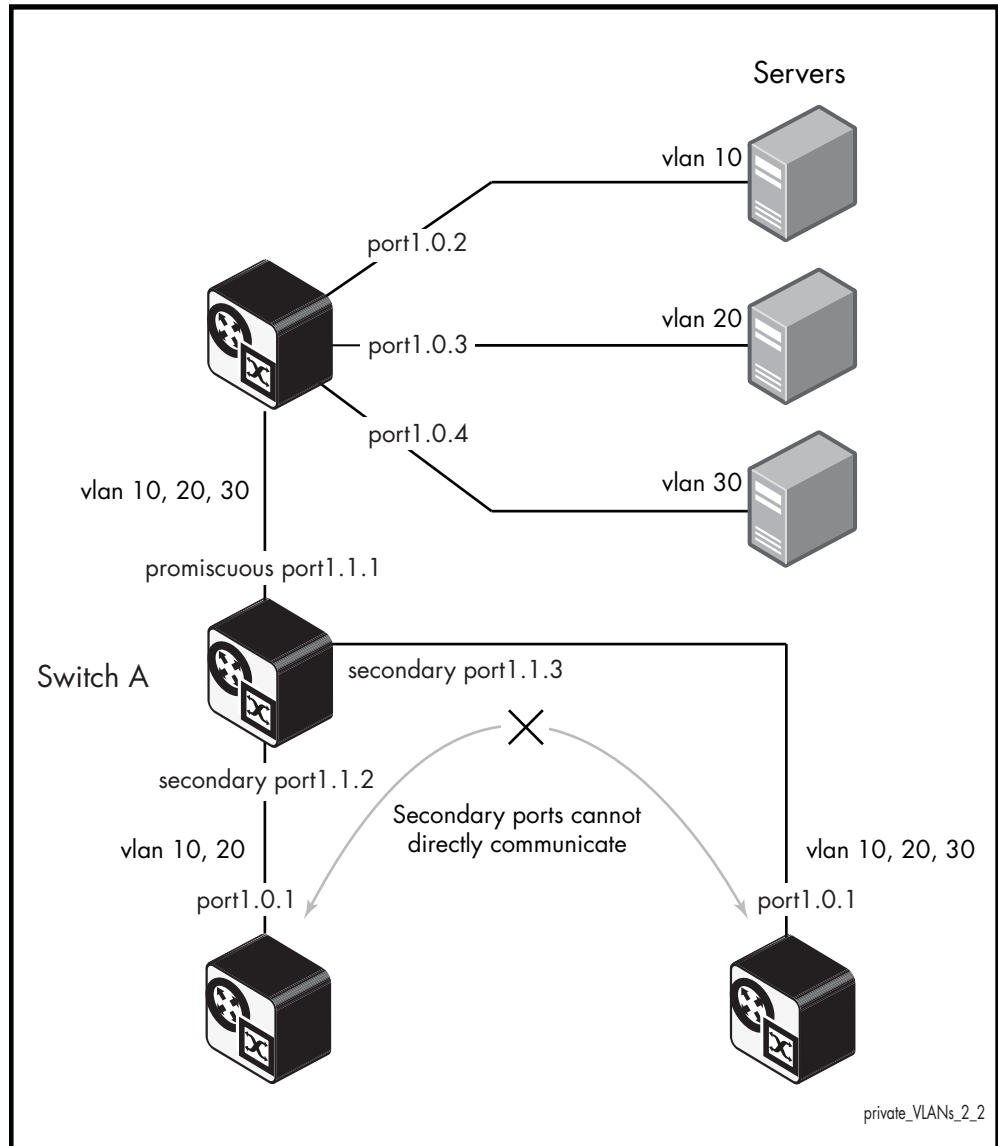 Servers
vlan 10
port1.0.2
vlan 20
port1.0.3
port1.0.4
vlan 30
vlan 10, 20, 30
promiscuous port1.1.1
Switch A
secondary port1.1.3
secondary port1.1.2
Secondary ports cannot
directly communicate
vlan 10, 20
vlan 10, 20, 30
port1.0.1
port1.0.1
private_VLANs_2_2